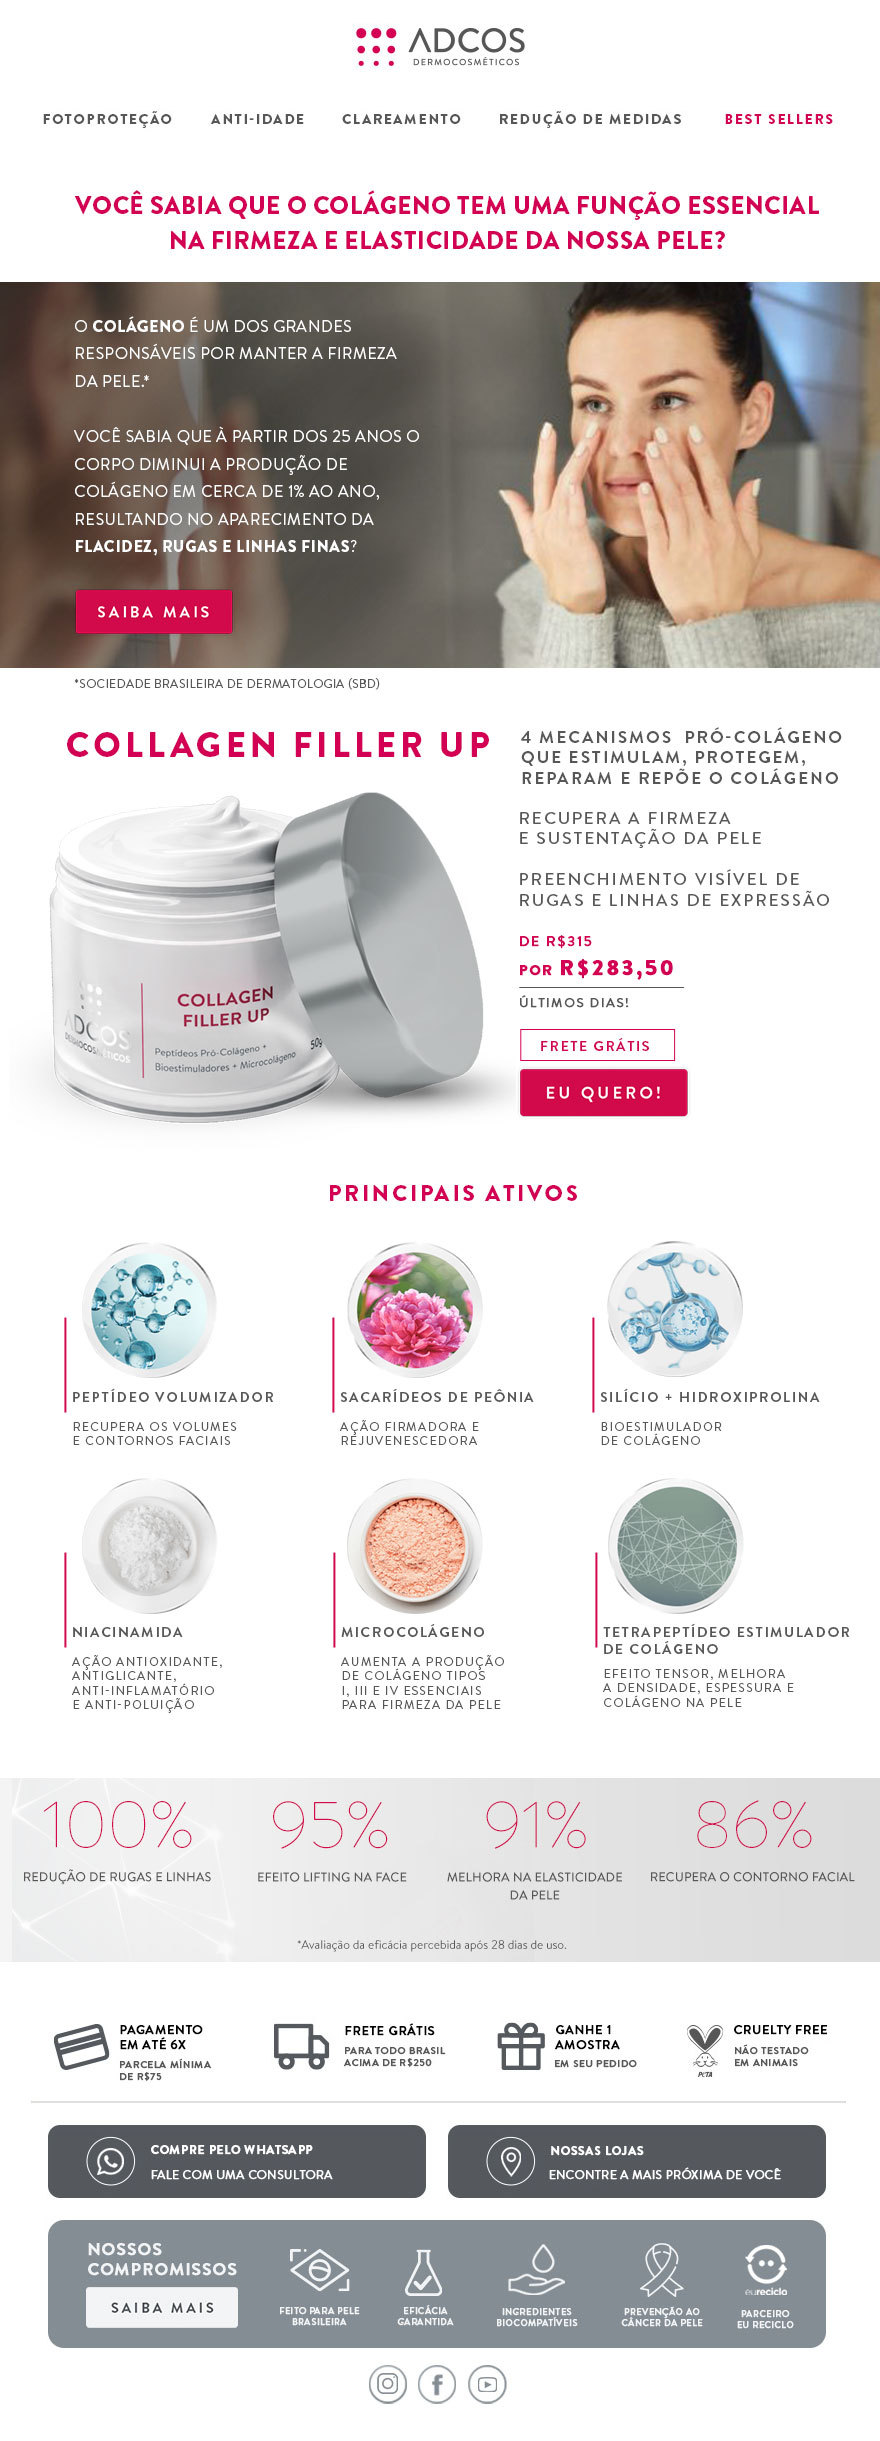 ADCOS
DERMOCOSMÉTICOS
FOTOPROTEÇÃO ANTI-IDADE CLAREAMENTO REDUÇÃO DE MEDIDAS BEST SELLERS
VOCÊ SABIA QUE O COLÁGENO TEM UMA FUNÇÃO ESSENCIAL
NA FIRMEZA E ELASTICIDADE DA NOSSA PELE?
O COLÁGENO É UM DOS GRANDES
RESPONSÁVEIS POR MANTER A FIRMEZA
DA PELE.*
VOCÊ SABIA QUE À PARTIR DOS 25 ANOS O
CORPO DIMINUI A PRODUÇÃO DE
COLÁGENO EM CERCA DE 1% AO ANO,
RESULTANDO NO APARECIMENTO DA
FLACIDEZ, RUGAS E LINHAS FINAS?
SAIBA MAIS
*SOCIEDADE BRASILEIRA DE DERMATOLOGIA (SBD)
COLLAGEN FILLER UP
ADCOS
DERMOCOSMÉTICOS
COLLAGEN
FILLER UP
Peptídeos Pró-Colágeno +
Bioestimuladores + Microcolágeno
50g
4 MECANISMOS PRÓ-COLÁGENO
QUE ESTIMULAM, PROTEGEM,
REPARAM E REPÕE O COLÁGENO
RECUPERA A FIRMEZA
E SUSTENTAÇÃO DA PELE
PREENCHIMENTO VISÍVEL DE
RUGAS E LINHAS DE EXPRESSÃO
DE R$315
POR R$283,50
ÚLTIMOS DIAS!
FRETE GRÁTIS
EU QUERO!
PRINCIPAIS ATIVOS
PEPTÍDEO VOLUMIZADOR
RECUPERA OS VOLUMES
E CONTORNOS FACIAIS
SACARÍDEOS DE PEÔNIA
AÇÃO FIRMADORA E
REJUVENESCEDORA
SILÍCIO + HIDROXIPROLINA
BIOESTIMULADOR
DE COLÁGENO
NIACINAMIDA
AÇÃO ANTIOXIDANTE,
ANTIGLICANTE,
ANTI-INFLAMATÓRIO
E ANTI-POLUIÇÃO
MICROCOLÁGENO
AUMENTA A PRODUÇÃO
DE COLÁGENO TIPOS
I, III E IV ESSENCIAIS
PARA FIRMEZA DA PELE
TETRAPEPTÍDEO ESTIMULADOR
DE COLÁGENO
EFEITO TENSOR, MELHORA
A DENSIDADE, ESPESSURA E
COLÁGENO NA PELE
100%
REDUÇÃO DE RUGAS E LINHAS
95%
EFEITO LIFTING NA FACE
91%
MELHORA NA ELASTICIDADE
DA PELE
86%
RECUPERA O CONTORNO FACIAL
*Avaliação da eficácia percebida após 28 dias de uso.
PAGAMENTO
EM ATÉ 6X
PARCELA MÍNIMA
DE R$75
FRETE GRÁTIS
PARA TODO BRASIL
ACIMA DE R$250
GANHE 1
AMOSTRA
EM SEU PEDIDO
PETA
CRUELTY FREE
NÃO TESTADO
EM ANIMAIS
COMPRE PELO WHATSAPP
FALE COM UMA CONSULTORA
NOSSAS LOJAS
ENCONTRE A MAIS PRÓXIMA DE VOCÊ
NOSSOS
COMPROMISSOS
SAIBA MAIS
FEITO PARA PELE
BRASILEIRA
EFICÁCIA
GARANTIDA
INGREDIENTES
BIOCOMPATÍVEIS
PREVENÇÃO AO
CÂNCER DA PELE
eureciclo
PARCEIRO
EU RECICLO